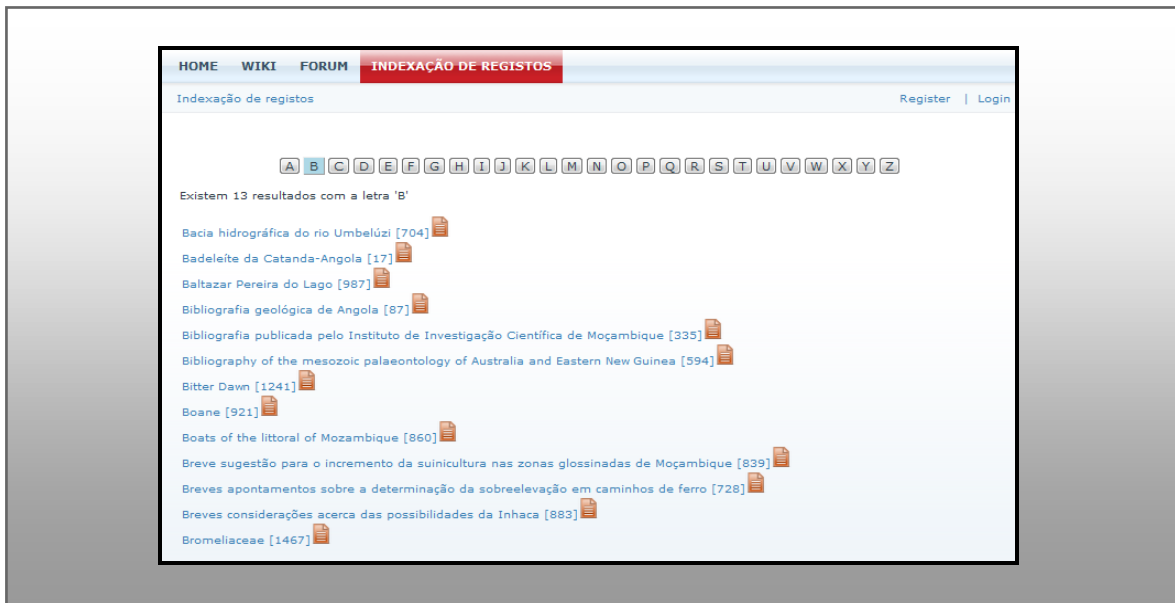 HOME WIKI FORUM INDEXAÇÃO DE REGISTOS
Indexação de registos Register | Login
A B C D E F G H I J K L M N O P Q R S T U V W X Y Z
Existem 13 resultados com a letra 'B'
Bacia hidrográfica do rio Umbelúzi [704]
Badeleíte da Catanda-Angola [17]
Baltazar Pereira do Lago [987]
Bibliografia geológica de Angola [87]
Bibliografia publicada pelo Instituto de Investigação Científica de Moçambique [335]
Bibliography of the mesozoic palaeontology of Australia and Eastern New Guinea [594]
Bitter Dawn [1241]
Boane [921]
Boats of the littoral of Mozambique [860]
Breve sugestão para o incremento da suinicultura nas zonas glossinadas de Moçambique [839]
Breves apontamentos sobre a determinação da sobreelevação em caminhos de ferro [728]
Breves considerações acerca das possibilidades da Inhaca [883]
Bromeliaceae [1467]